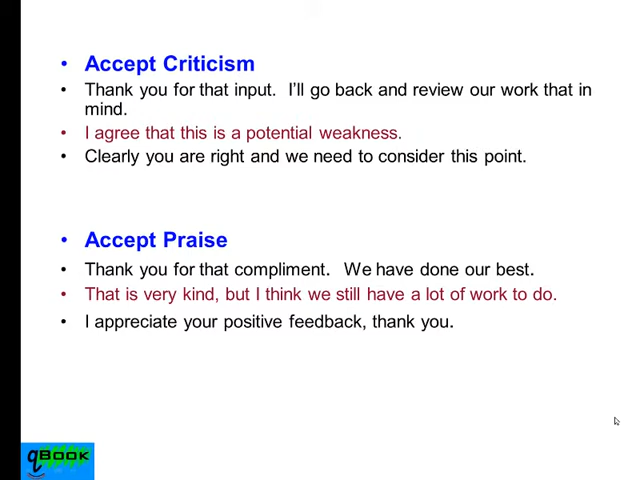 • Accept Criticism
• Thank you for that input. I'll go back and review our work that in
mind.
• I agree that this is a potential weakness.
• Clearly you are right and we need to consider this point.
• Accept Praise
• Thank you for that compliment. We have done our best.
• That is very kind, but I think we still have a lot of work to do.
• I appreciate your positive feedback, thank you.
qBOOK